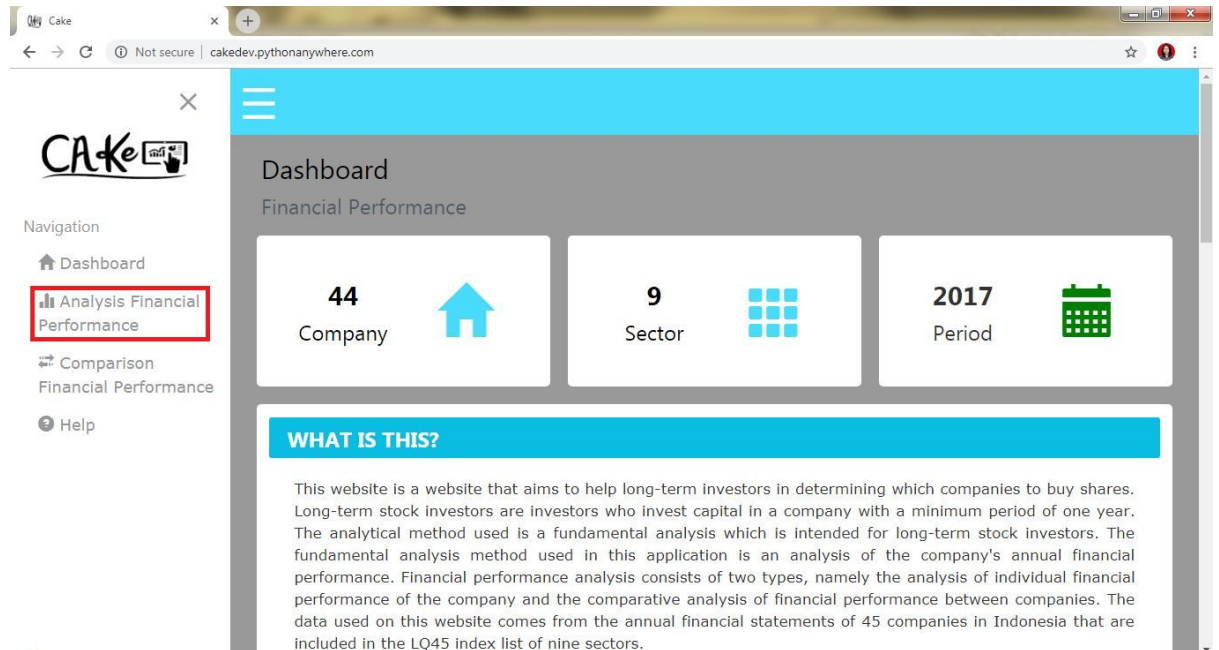 Cake
Not secure | cakedev.pythonanywhere.com
CAKe
Navigation
Dashboard
Analysis Financial
Performance
Comparison
Financial Performance
Help
Dashboard
Financial Performance
44
Company
9
Sector
2017
Period
WHAT IS THIS?
This website is a website that aims to help long-term investors in determining which companies to buy shares.
Long-term stock investors are investors who invest capital in a company with a minimum period of one year.
The analytical method used is a fundamental analysis which is intended for long-term stock investors. The
fundamental analysis method used in this application is an analysis of the company's annual financial
performance. Financial performance analysis consists of two types, namely the analysis of individual financial
performance of the company and the comparative analysis of financial performance between companies. The
data used on this website comes from the annual financial statements of 45 companies in Indonesia that are
included in the LQ45 index list of nine sectors.